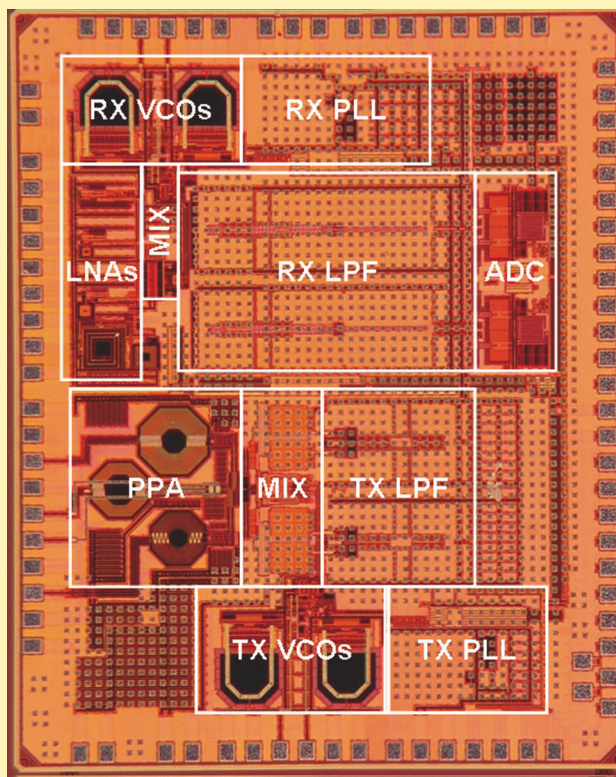 RX VCOs
RX PLL
LNAs
MIX
RX LPF
ADC
PPA
MIX
TX LPF
TX VCOs
TX PLL